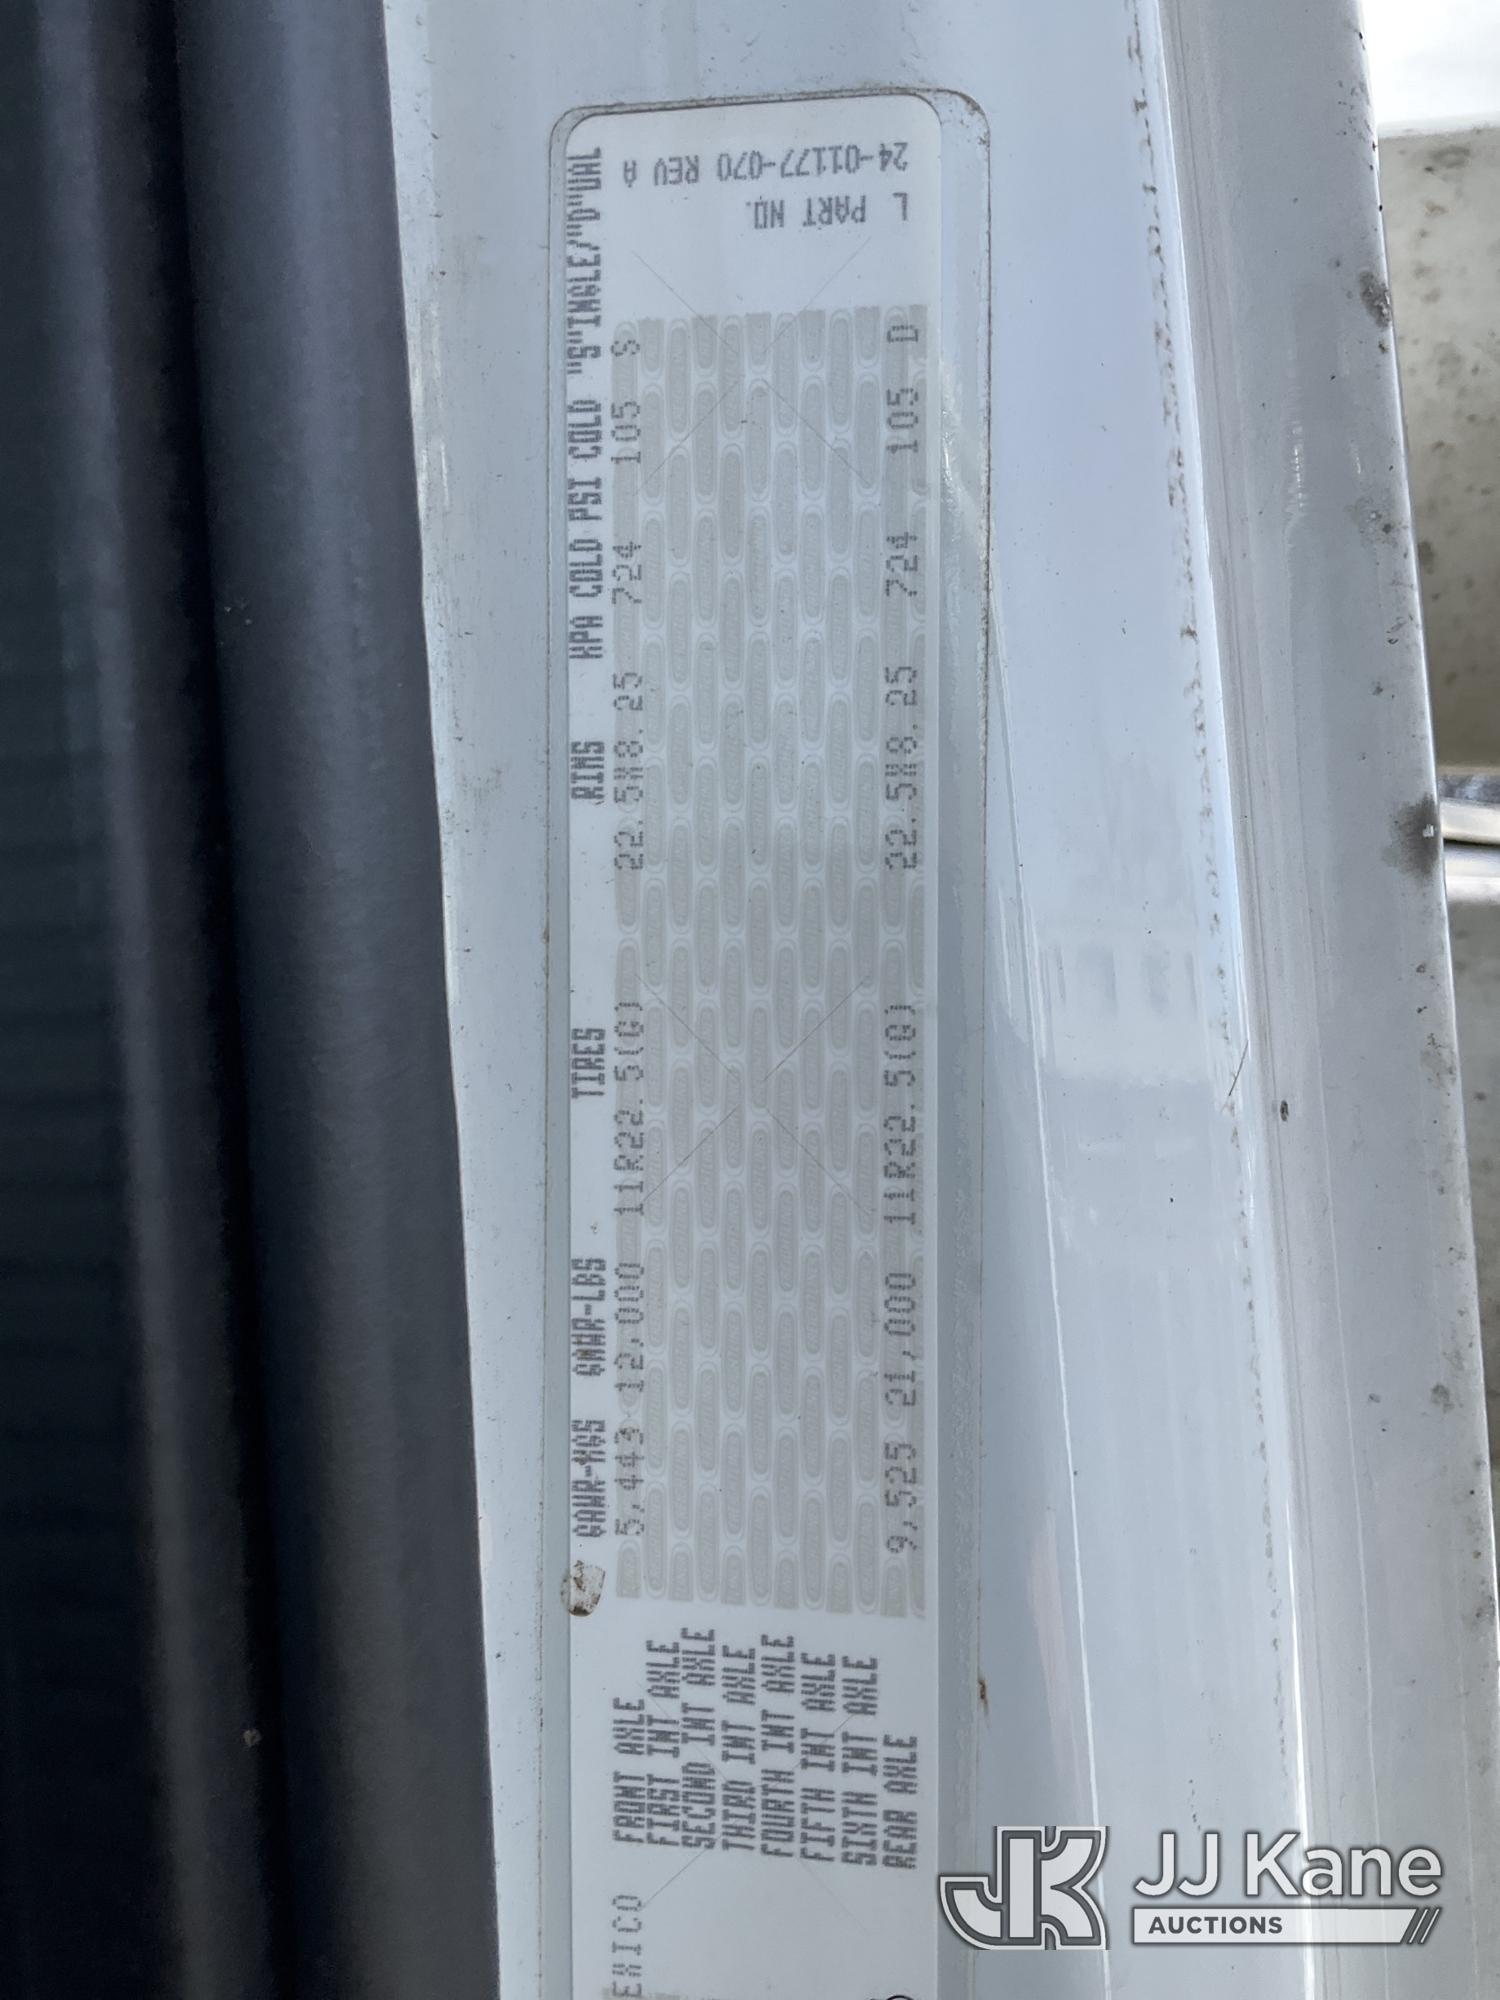 GAWR-KGS GAWR-LBS TIRES RIMS KPA COLD PSI COLD "S"INGLE/"D"UAL
FRONT AXLE 5,443 12,000 11R22.5(G) 22.5X8.25 724 105 S
FIRST INT AXLE
SECOND INT AXLE
THIRD INT AXLE
FOURTH INT AXLE
FIFTH INT AXLE
SIXTH INT AXLE
REAR AXLE 9,525 21,000 11R22.5(G) 22.5X8.25 724 105 D
EXICO
L PART NO.
24-01177-070 REV A
JK JJ Kane
AUCTIONS